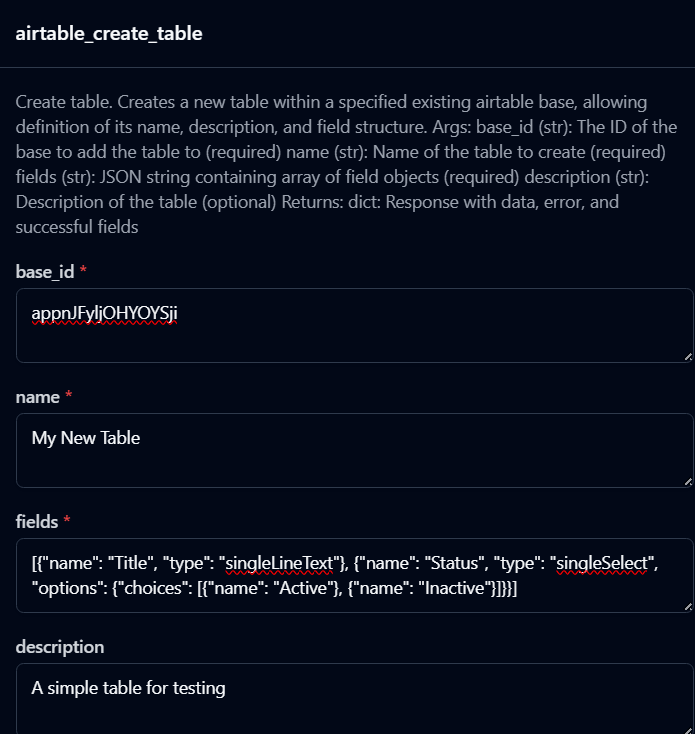 airtable_create_table
Create table. Creates a new table within a specified existing airtable base, allowing
definition of its name, description, and field structure. Args: base_id (str): The ID of the
base to add the table to (required) name (str): Name of the table to create (required)
fields (str): JSON string containing array of field objects (required) description (str):
Description of the table (optional) Returns: dict: Response with data, error, and
successful fields
base_id *
appnJFyljOHYOYSji
name *
My New Table
fields *
[{"name": "Title", "type": "singleLineText"}, {"name": "Status", "type": "singleSelect",
"options": {"choices": [{"name": "Active"}, {"name": "Inactive"}]}}]
description
A simple table for testing